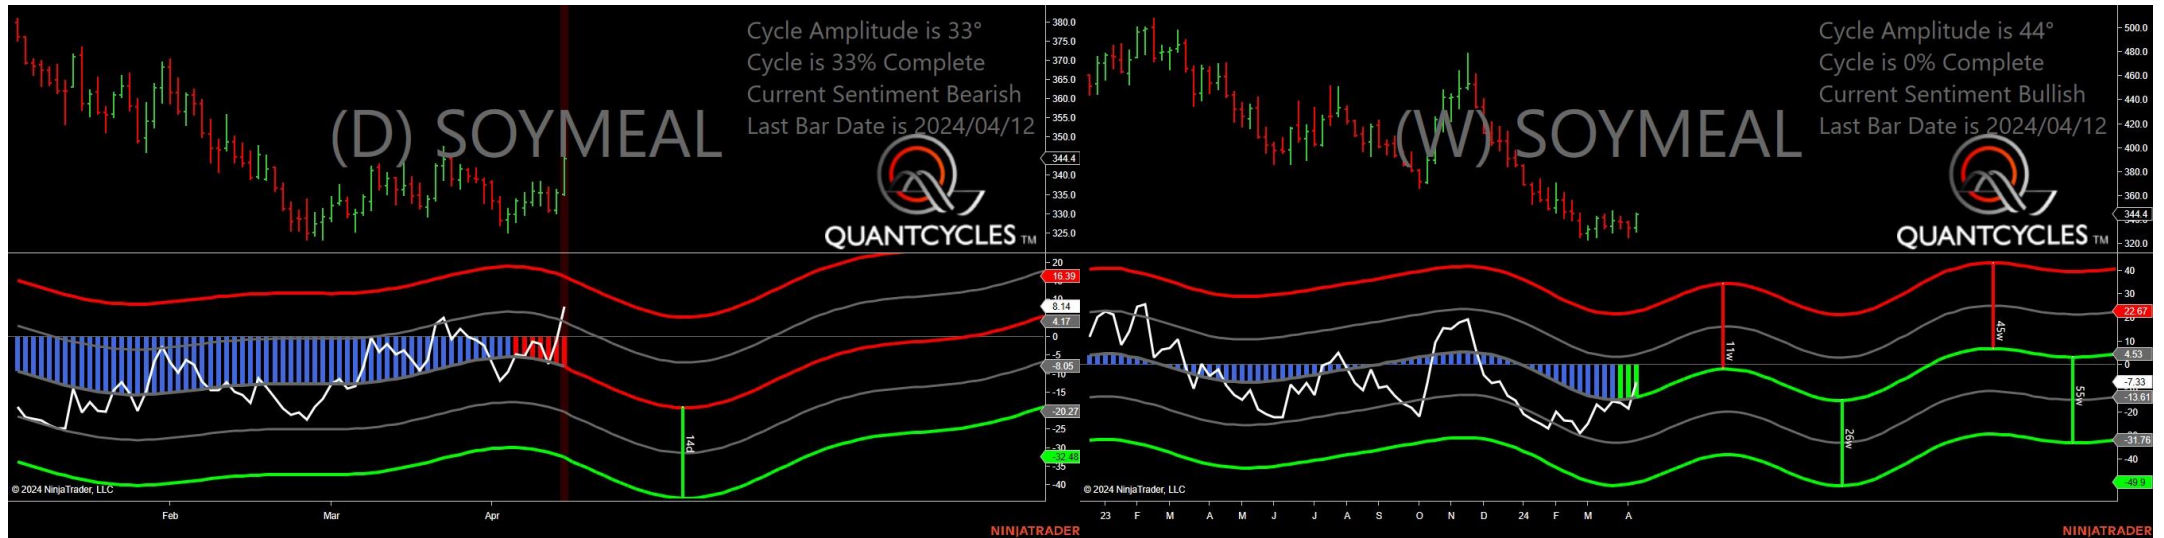 Cycle Amplitude is 33°
Cycle is 33% Complete
Current Sentiment Bearish
Last Bar Date is 2024/04/12
(D) SOYMEAL
QUANTCYCLES TM
380.0
375.0
370.0
365.0
360.0
355.0
350.0
344.4
340.0
335.0
330.0
325.0
20
16.39
8.14
4.17
0
-5
-8.05
-10
-15
-20.27
-25
-30
-32.48
-35
-40
14d
© 2024 NinjaTrader, LLC
Feb
Mar
Apr
NINJATRADER
Cycle Amplitude is 44°
Cycle is 0% Complete
Current Sentiment Bullish
Last Bar Date is 2024/04/12
(W) SOYMEAL
QUANTCYCLES TM
500.0
480.0
460.0
440.0
420.0
400.0
380.0
360.0
344.4
320.0
40
30
22.67
20
10
4.53
0
-7.33
-13.61
-20
-31.76
-40
-49.9
11w
26w
45w
55w
© 2024 NinjaTrader, LLC
23 F M A M J J A S O N D 24 F M A
NINJATRADER